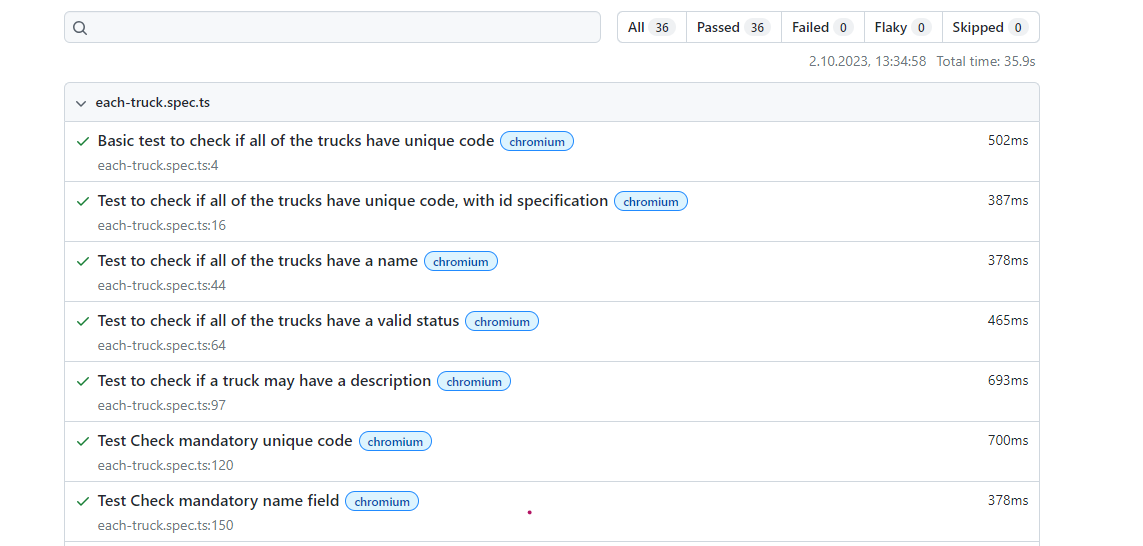 All 36 Passed 36 Failed 0 Flaky 0 Skipped 0
2.10.2023, 13:34:58 Total time: 35.9s
each-truck.spec.ts
Basic test to check if all of the trucks have unique code chromium 502ms
each-truck.spec.ts:4
Test to check if all of the trucks have unique code, with id specification chromium 387ms
each-truck.spec.ts:16
Test to check if all of the trucks have a name chromium 378ms
each-truck.spec.ts:44
Test to check if all of the trucks have a valid status chromium 465ms
each-truck.spec.ts:64
Test to check if a truck may have a description chromium 693ms
each-truck.spec.ts:97
Test Check mandatory unique code chromium 700ms
each-truck.spec.ts:120
Test Check mandatory name field chromium 378ms
each-truck.spec.ts:150